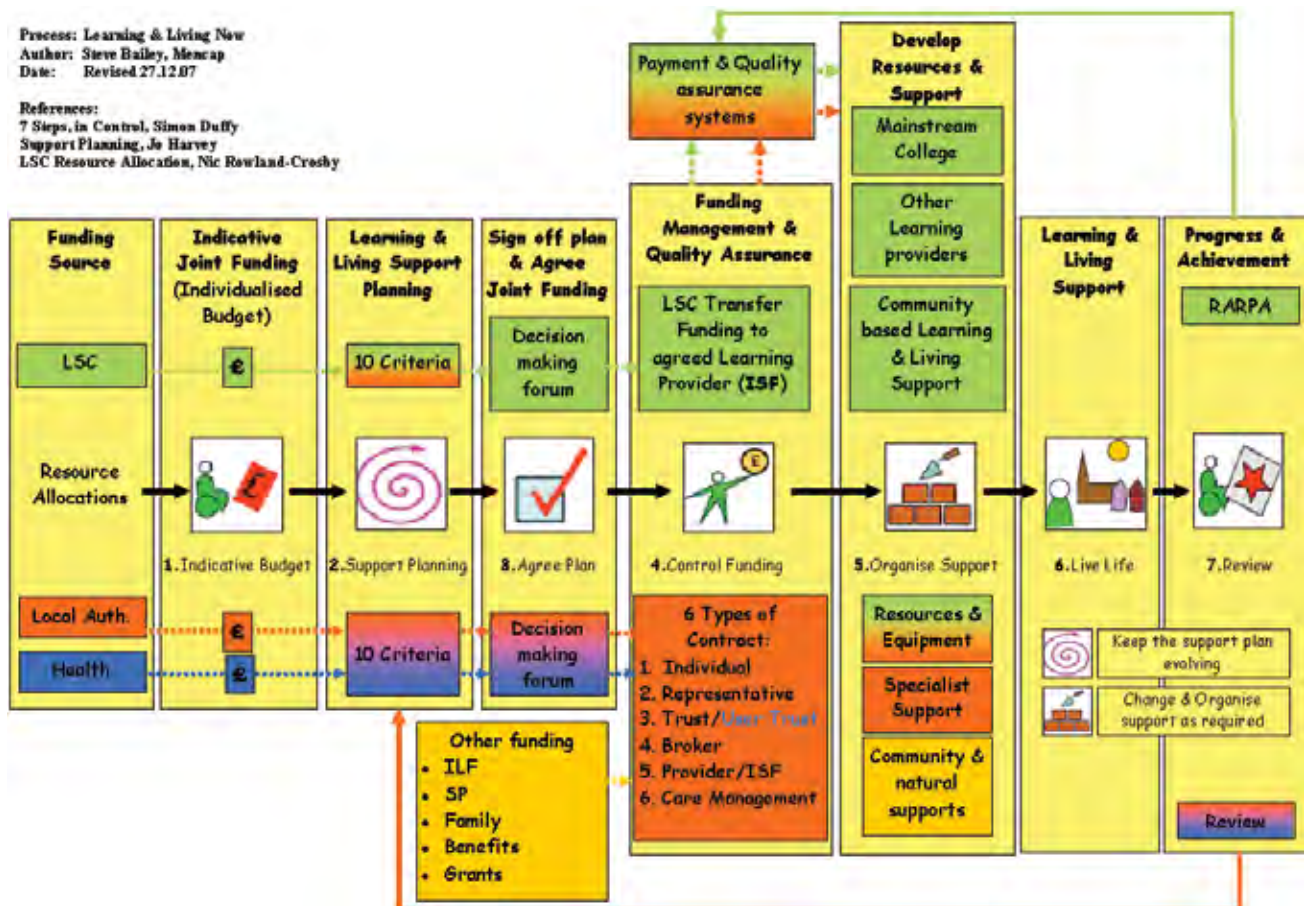 Process: Learning & Living Now
Author: Steve Bailey, Mencap
Date: Revised 27.12.07
References:
7 Steps, in Control, Simon Duffy
Support Planning, Jo Harvey
LSC Resource Allocation, Nic Rowland-Crosby
Payment & Quality
assurance
systems
Develop
Resources &
Support
Mainstream
College
Other
Learning
providers
Community
based Learning
& Living
Support
Funding
Source
LSC
Resource
Allocations
Local Auth.
Health
Indicative
Joint Funding
(Individualised
Budget)
£
1.Indicative Budget
£
£
Learning &
Living Support
Planning
10 Criteria
2.Support Planning
10 Criteria
Sign off plan
& Agree
Joint Funding
Decision
making
forum
3.Agree Plan
Decision
making
forum
Other funding
• ILF
• SP
• Family
• Benefits
• Grants
Funding
Management &
Quality Assurance
LSC Transfer
Funding to
agreed Learning
Provider (ISF)
£
4.Control Funding
6 Types of
Contract:
1. Individual
2. Representative
3. Trust/User Trust
4. Broker
5. Provider/ISF
6. Care Management
5.Organise Support
Resources &
Equipment
Specialist
Support
Community &
natural
supports
Learning &
Living
Support
6.Live Life
Progress &
Achievement
RARPA
7.Review
Keep the support plan
evolving
Change & Organise
support as required
Review